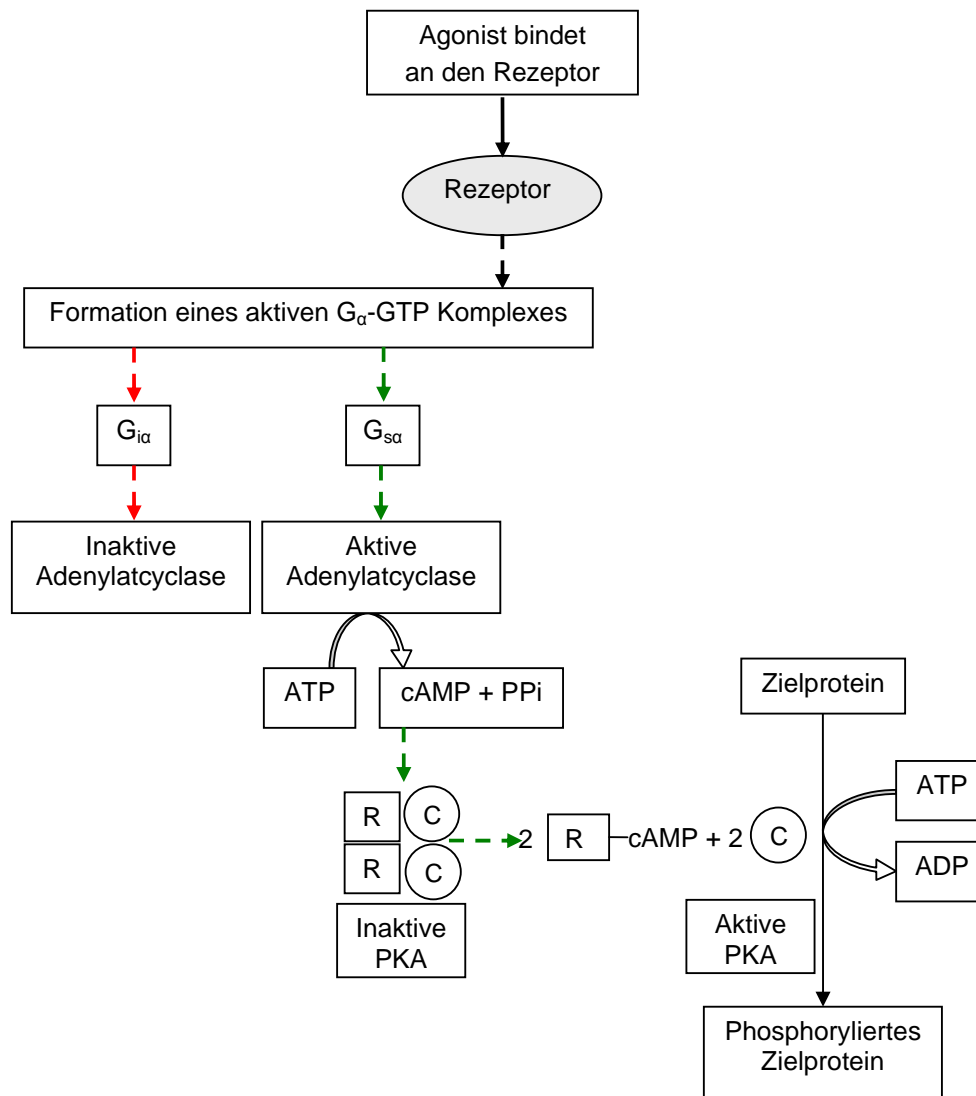 Agonist bindet
an den Rezeptor
Rezeptor
Formation eines aktiven Gα-GTP Komplexes
Giα
Gsα
Inaktive
Adenylatcyclase
Aktive
Adenylatcyclase
ATP
cAMP + PPi
Zielprotein
ATP
ADP
R C
R C
2 R cAMP + 2 C
Inaktive
PKA
Aktive
PKA
Phosphoryliertes
Zielprotein